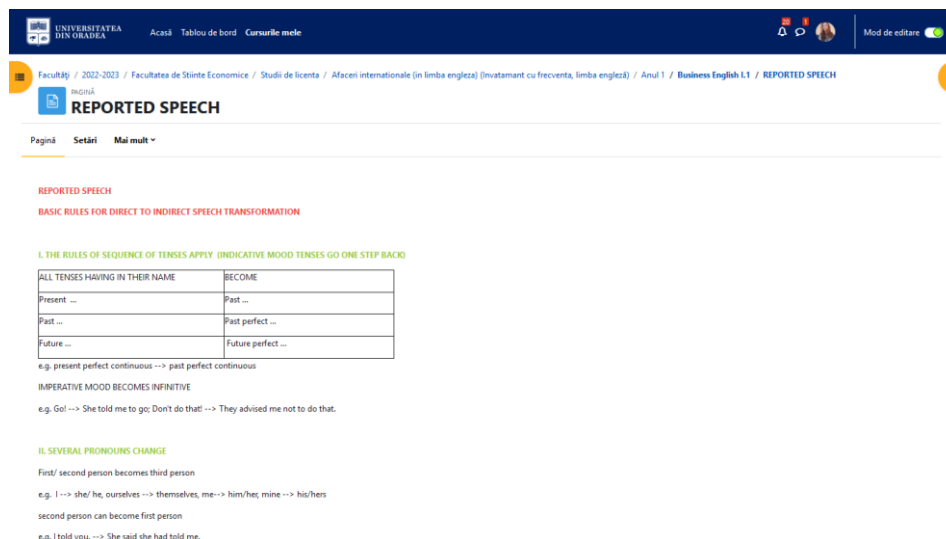 UNIVERSITATEA
DIN ORADEA
Acasă Tablou de bord Cursurile mele
20 1
Mod de editare
Facultăți / 2022-2023 / Facultatea de Stiinte Economice / Studii de licenta / Afaceri internationale (in limba engleza) (Invatamant cu frecventa, limba engleză) / Anul 1 / Business English I.1 / REPORTED SPEECH
PAGINĂ
REPORTED SPEECH
Pagină Setări Mai mult
REPORTED SPEECH
BASIC RULES FOR DIRECT TO INDIRECT SPEECH TRANSFORMATION
I. THE RULES OF SEQUENCE OF TENSES APPLY (INDICATIVE MOOD TENSES GO ONE STEP BACK)
ALL TENSES HAVING IN THEIR NAME BECOME
Present ... Past ...
Past ... Past perfect ...
Future ... Future perfect ...
e.g. present perfect continuous --> past perfect continuous
IMPERATIVE MOOD BECOMES INFINITIVE
e.g. Go! --> She told me to go; Don't do that! --> They advised me not to do that.
II. SEVERAL PRONOUNS CHANGE
First/ second person becomes third person
e.g. I --> she/ he, ourselves --> themselves, me--> him/her, mine --> his/hers
second person can become first person
e.g. I told you. --> She said she had told me.